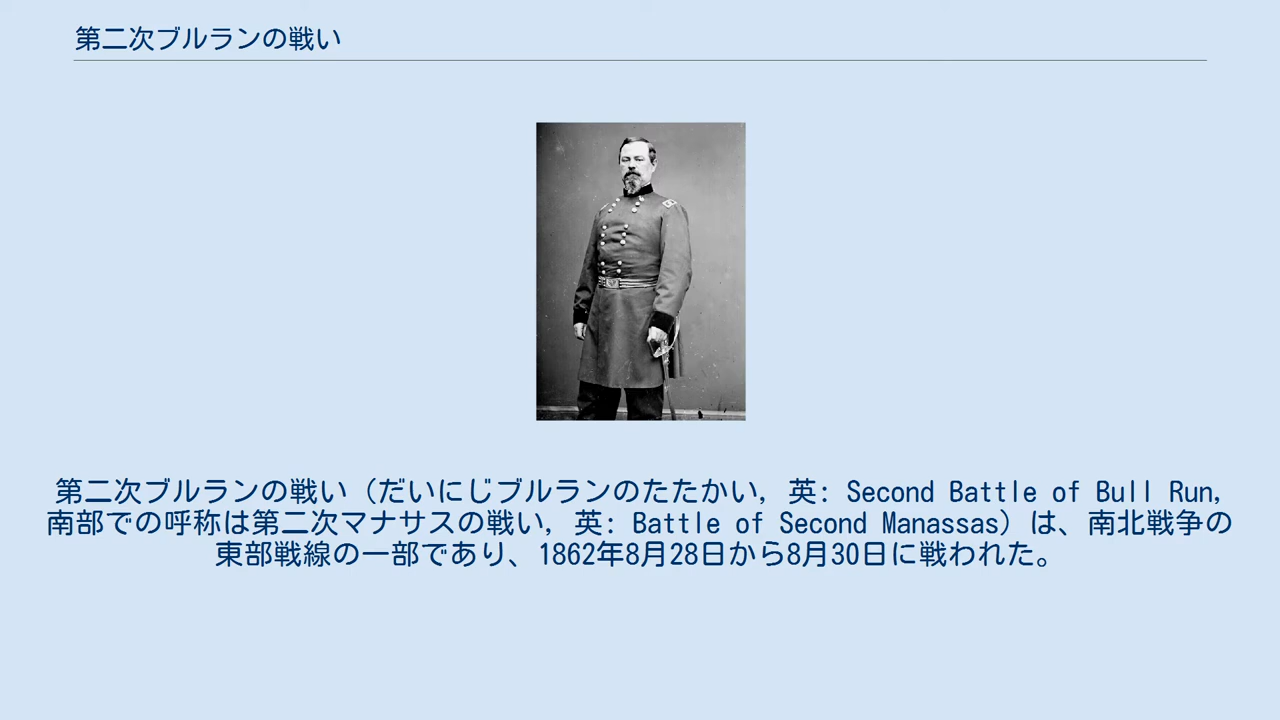 第二次ブルランの戦い
第二次ブルランの戦い（だいにじブルランのたたかい, 英: Second Battle of Bull Run,
南部での呼称は第二次マナサスの戦い, 英: Battle of Second Manassas）は、南北戦争の
東部戦線の一部であり、1862年8月28日から8月30日に戦われた。